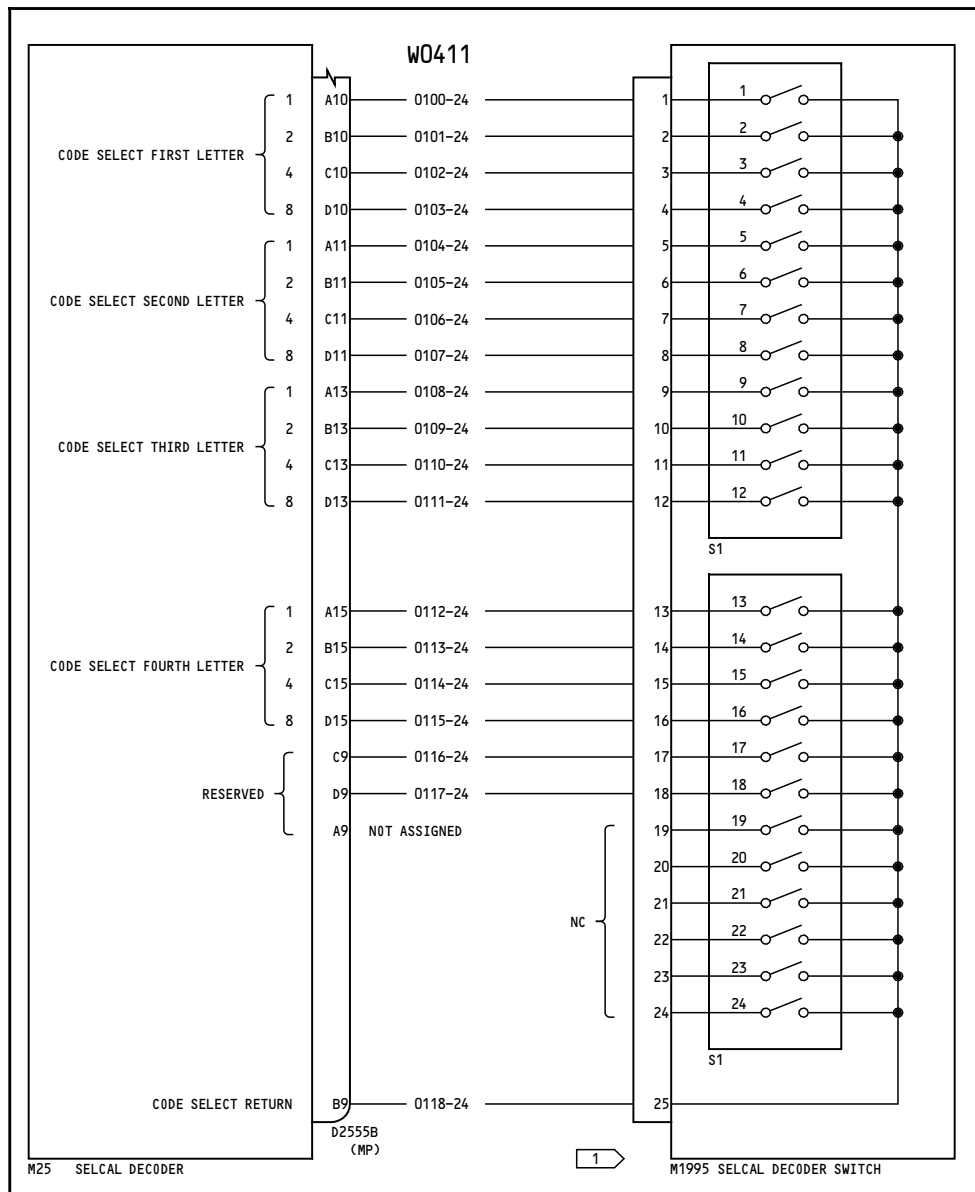 W0411
1 A10 0100-24 1 1
2 B10 0101-24 2 2
CODE SELECT FIRST LETTER
4 C10 0102-24 3 3
8 D10 0103-24 4 4
1 A11 0104-24 5 5
2 B11 0105-24 6 6
CODE SELECT SECOND LETTER
4 C11 0106-24 7 7
8 D11 0107-24 8 8
1 A13 0108-24 9 9
2 B13 0109-24 10 10
CODE SELECT THIRD LETTER
4 C13 0110-24 11 11
8 D13 0111-24 12 12
S1
1 A15 0112-24 13 13
2 B15 0113-24 14 14
CODE SELECT FOURTH LETTER
4 C15 0114-24 15 15
8 D15 0115-24 16 16
C9 0116-24 17 17
RESERVED D9 0117-24 18 18
A9 NOT ASSIGNED 19 19
20 20
21 21
NC
22 22
23 23
24 24
S1
CODE SELECT RETURN B9 0118-24 25
D2555B
(MP)
1
M25 SELCAL DECODER
M1995 SELCAL DECODER SWITCH